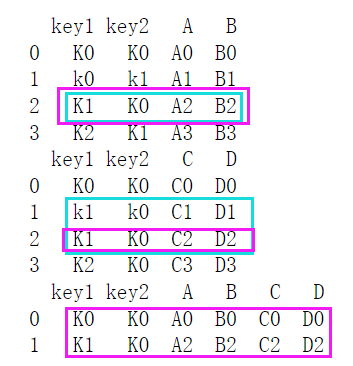 key1 key2 A B
0 K0 K0 A0 B0
1 k0 k1 A1 B1
2 K1 K0 A2 B2
3 K2 K1 A3 B3
key1 key2 C D
0 K0 K0 C0 D0
1 k1 k0 C1 D1
2 K1 K0 C2 D2
3 K2 K0 C3 D3
key1 key2 A B C D
0 K0 K0 A0 B0 C0 D0
1 K1 K0 A2 B2 C2 D2